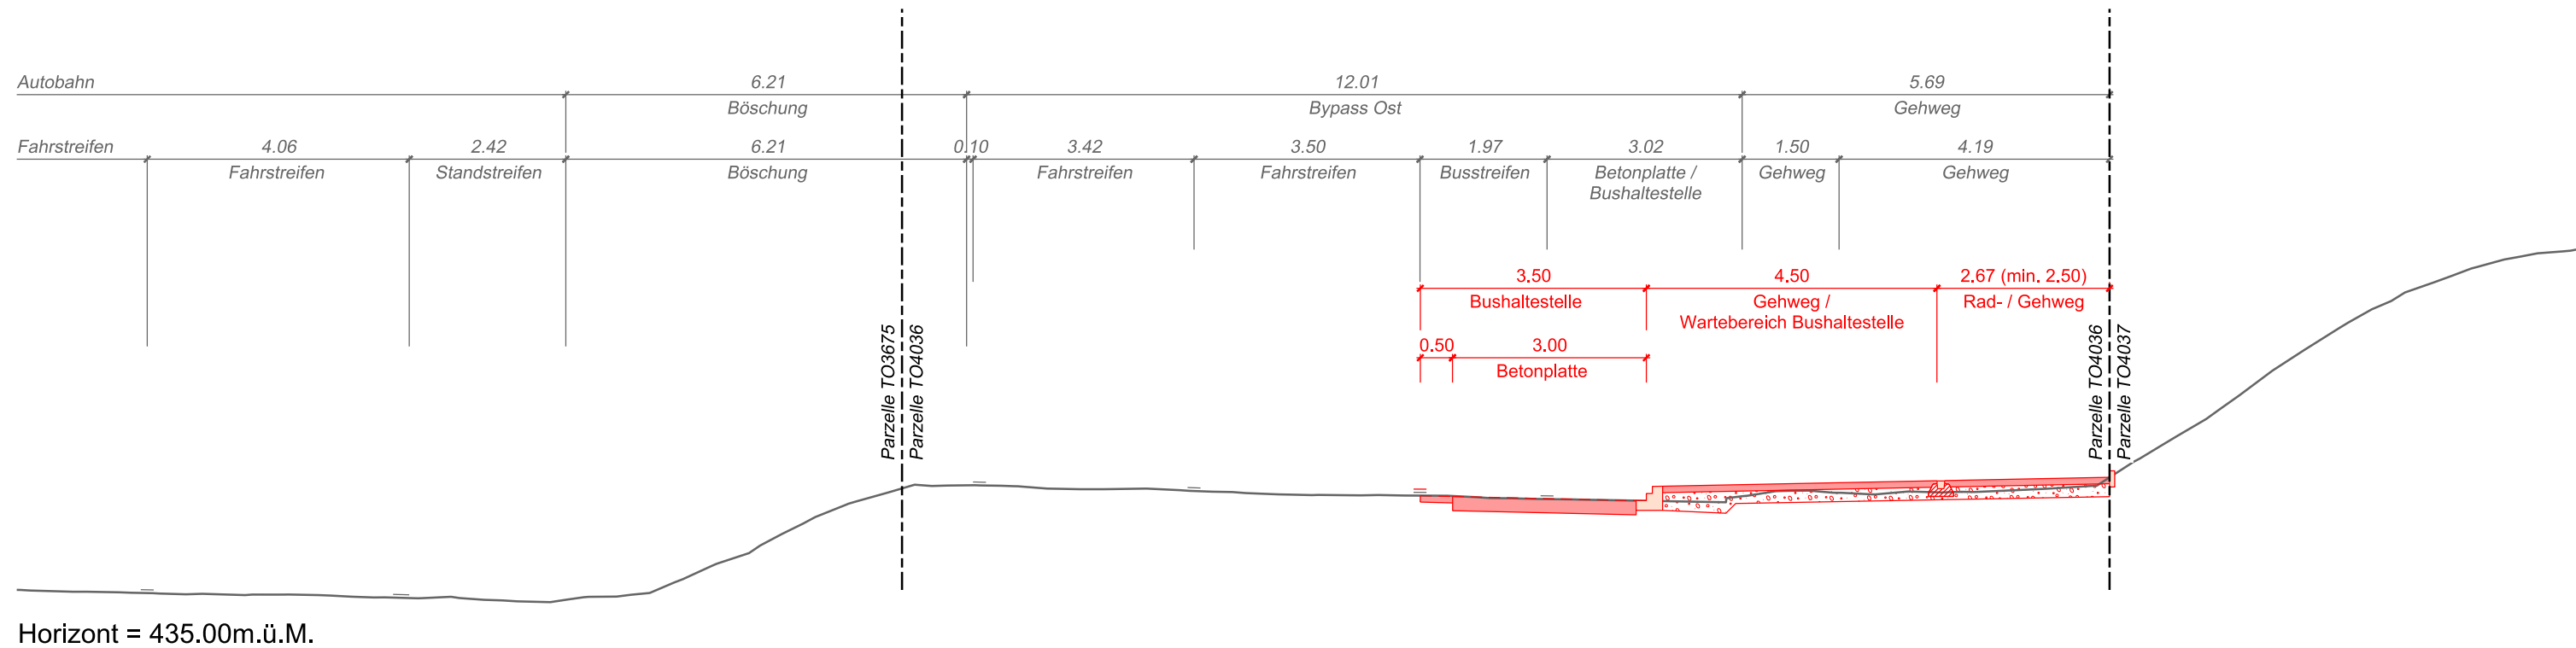 Autobahn 6.21 12.01 5.69
Böschung Bypass Ost Gehweg
Fahrstreifen 4.06 2.42 6.21 0.10 3.42 3.50 1.97 3.02 1.50 4.19
Fahrstreifen Standstreifen Böschung Fahrstreifen Fahrstreifen Busstreifen Betonplatte / Gehweg Gehweg
Bushaltestelle
3.50 4.50 2.67 (min. 2.50)
Bushaltestelle Gehweg / Rad- / Gehweg
Wartebereich Bushaltestelle
0.50 3.00
Betonplatte
Parzelle TO3675
Parzelle TO4036
Parzelle TO4036
Parzelle TO4037
Horizont = 435.00m.ü.M.